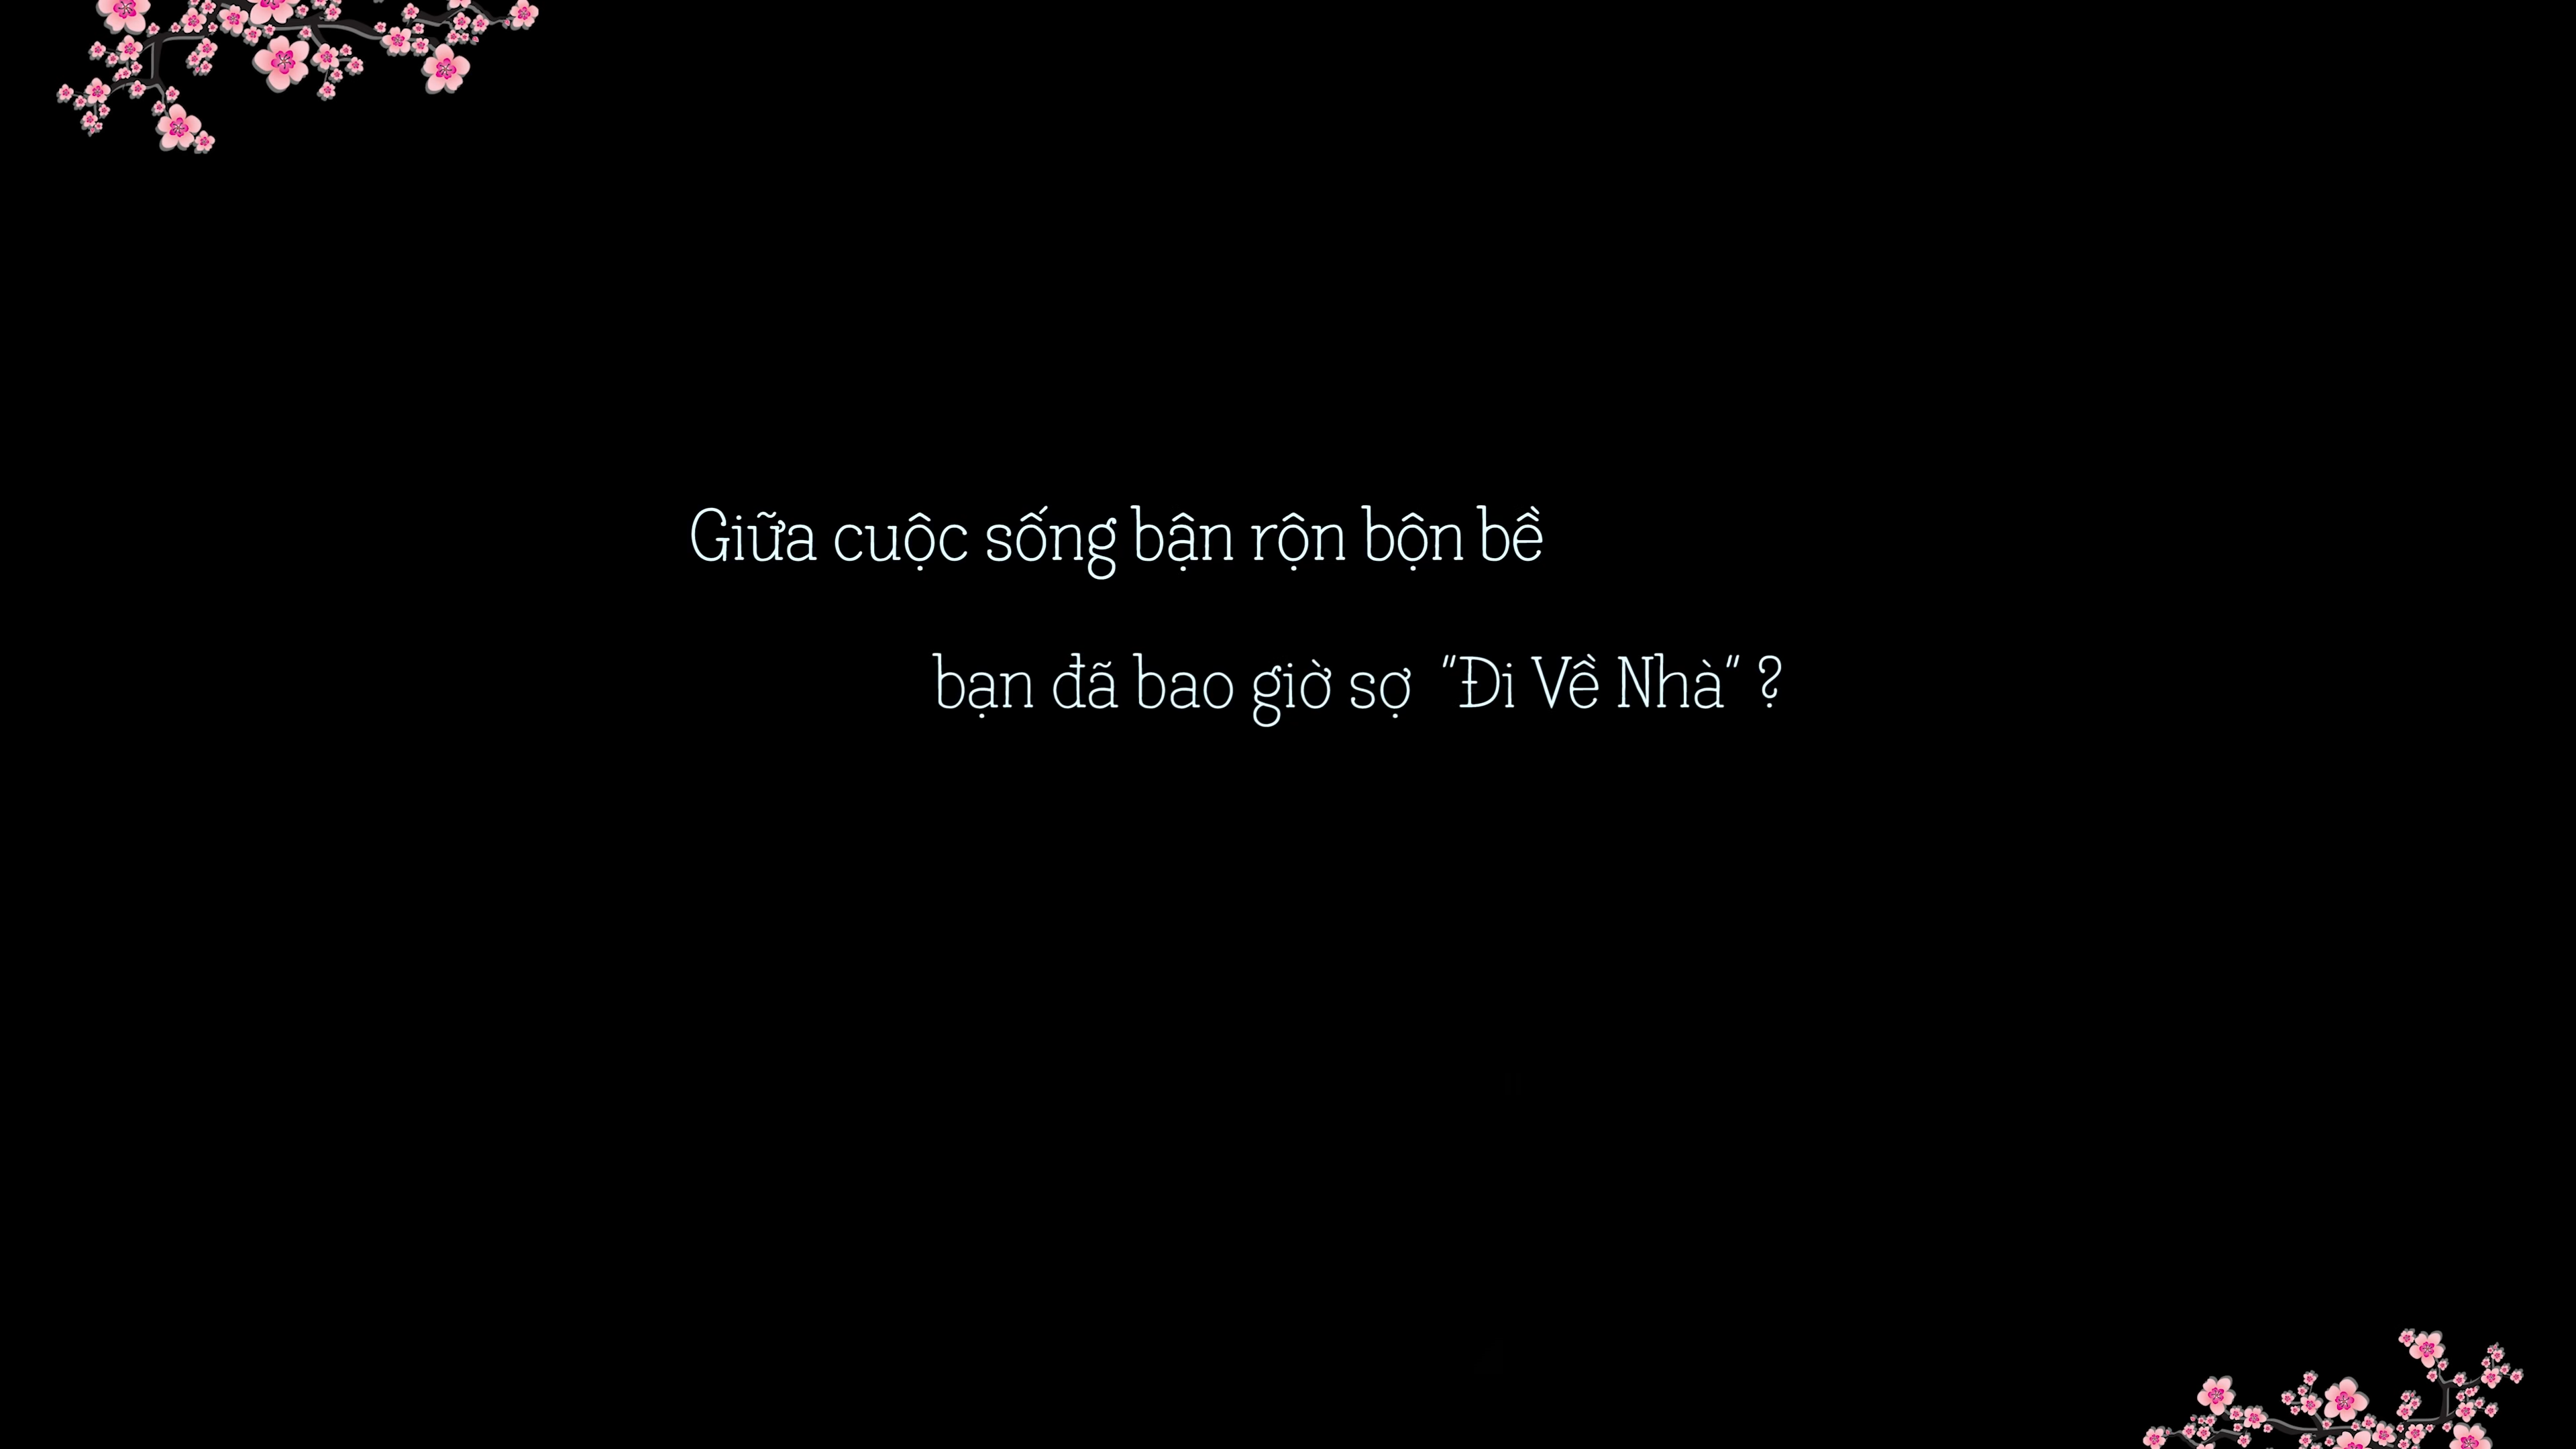 Giữa cuộc sống bận rộn bộn bề
bạn đã bao giờ sợ "Đi Về Nhà" ?